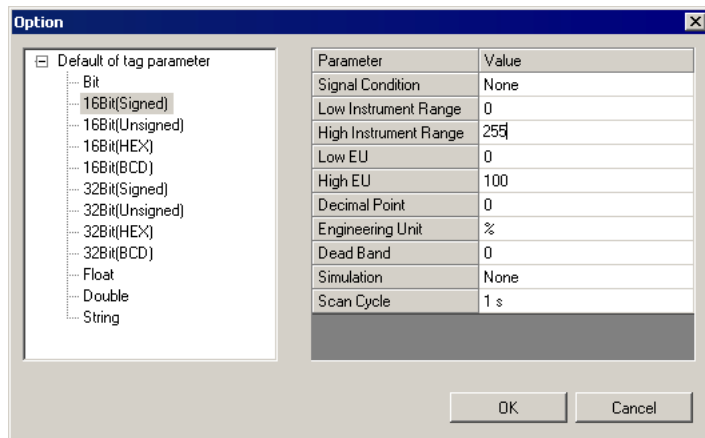 Option
Default of tag parameter
Bit
16Bit(Signed)
16Bit(Unsigned)
16Bit(HEX)
16Bit(BCD)
32Bit(Signed)
32Bit(Unsigned)
32Bit(HEX)
32Bit(BCD)
Float
Double
String
Parameter Value
Signal Condition None
Low Instrument Range 0
High Instrument Range 255
Low EU 0
High EU 100
Decimal Point 0
Engineering Unit %
Dead Band 0
Simulation None
Scan Cycle 1 s
OK Cancel